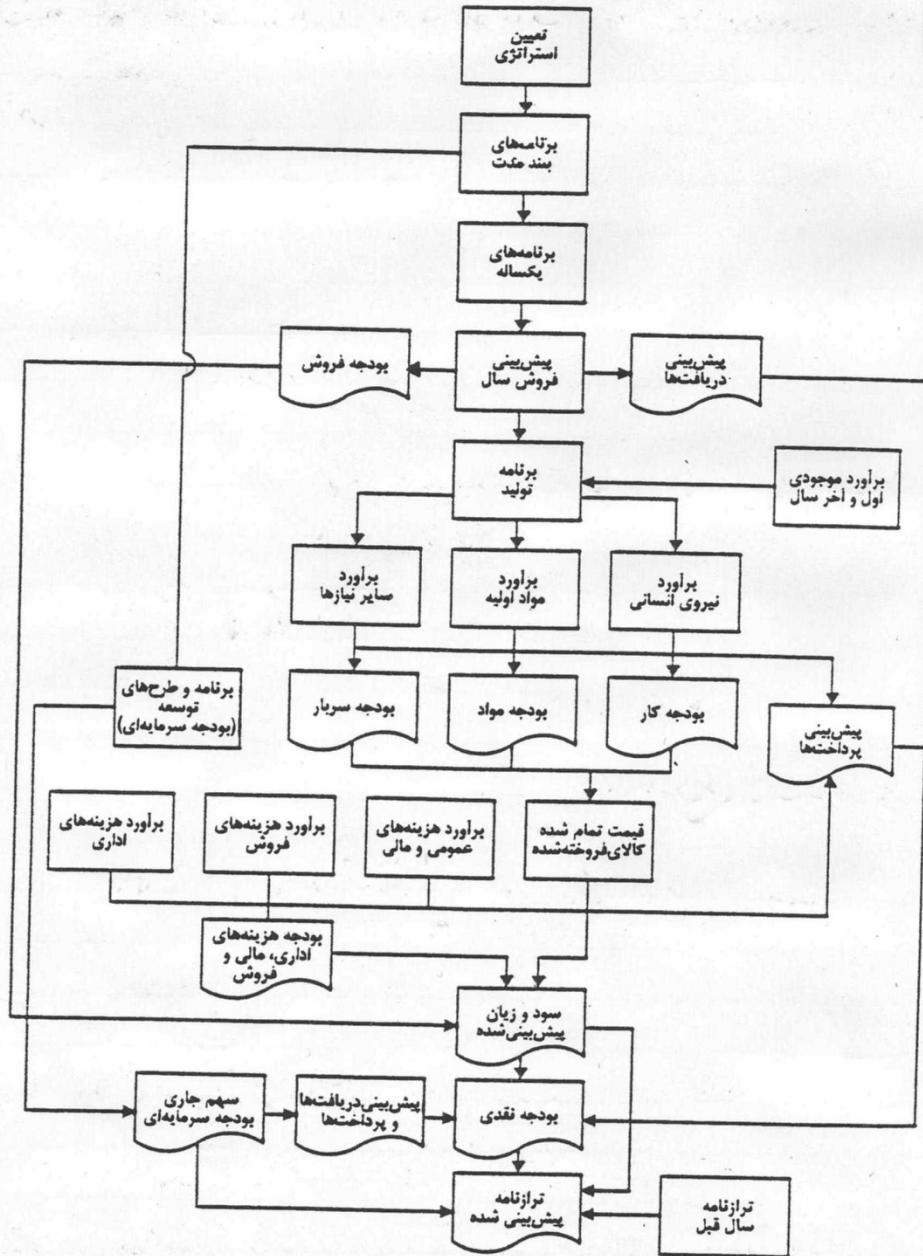 تعیین
استراتژی
برنامه‌های
بلند مدت
برنامه‌های
یکساله
پیش‌بینی
دریافت‌ها
پیش‌بینی
فروش سال
بودجه فروش
برآورد موجودی
اول و آخر سال
برنامه
تولید
برآورد
نیروی انسانی
برآورد
مواد اولیه
برآورد
سایر نیازها
پیش‌بینی
پرداخت‌ها
بودجه کار
بودجه مواد
بودجه سربار
برنامه و طرح‌های
توسعه
(بودجه سرمایه‌ای)
قیمت تمام شده
کالای‌فروخته‌شده
برآورد هزینه‌های
عمومی و مالی
برآورد هزینه‌های
فروش
برآورد هزینه‌های
اداری
بودجه هزینه‌های
اداری، مالی و
فروش
سود و زیان
پیش‌بینی‌شده
بودجه نقدی
پیش‌بینی‌دریافت‌ها
و پرداخت‌ها
سهم جاری
بودجه سرمایه‌ای
ترازنامه
سال قبل
ترازنامه
پیش‌بینی شده